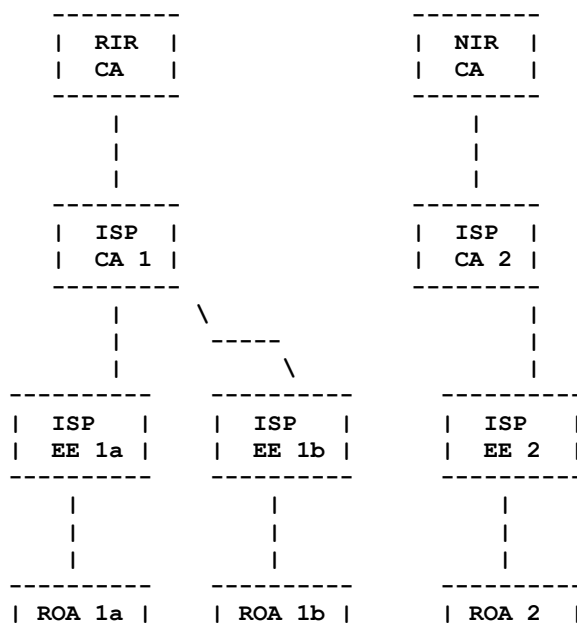 RIR NIR
CA CA
ISP ISP
CA 1 CA 2
ISP ISP ISP
EE 1a EE 1b EE 2
ROA 1a ROA 1b ROA 2